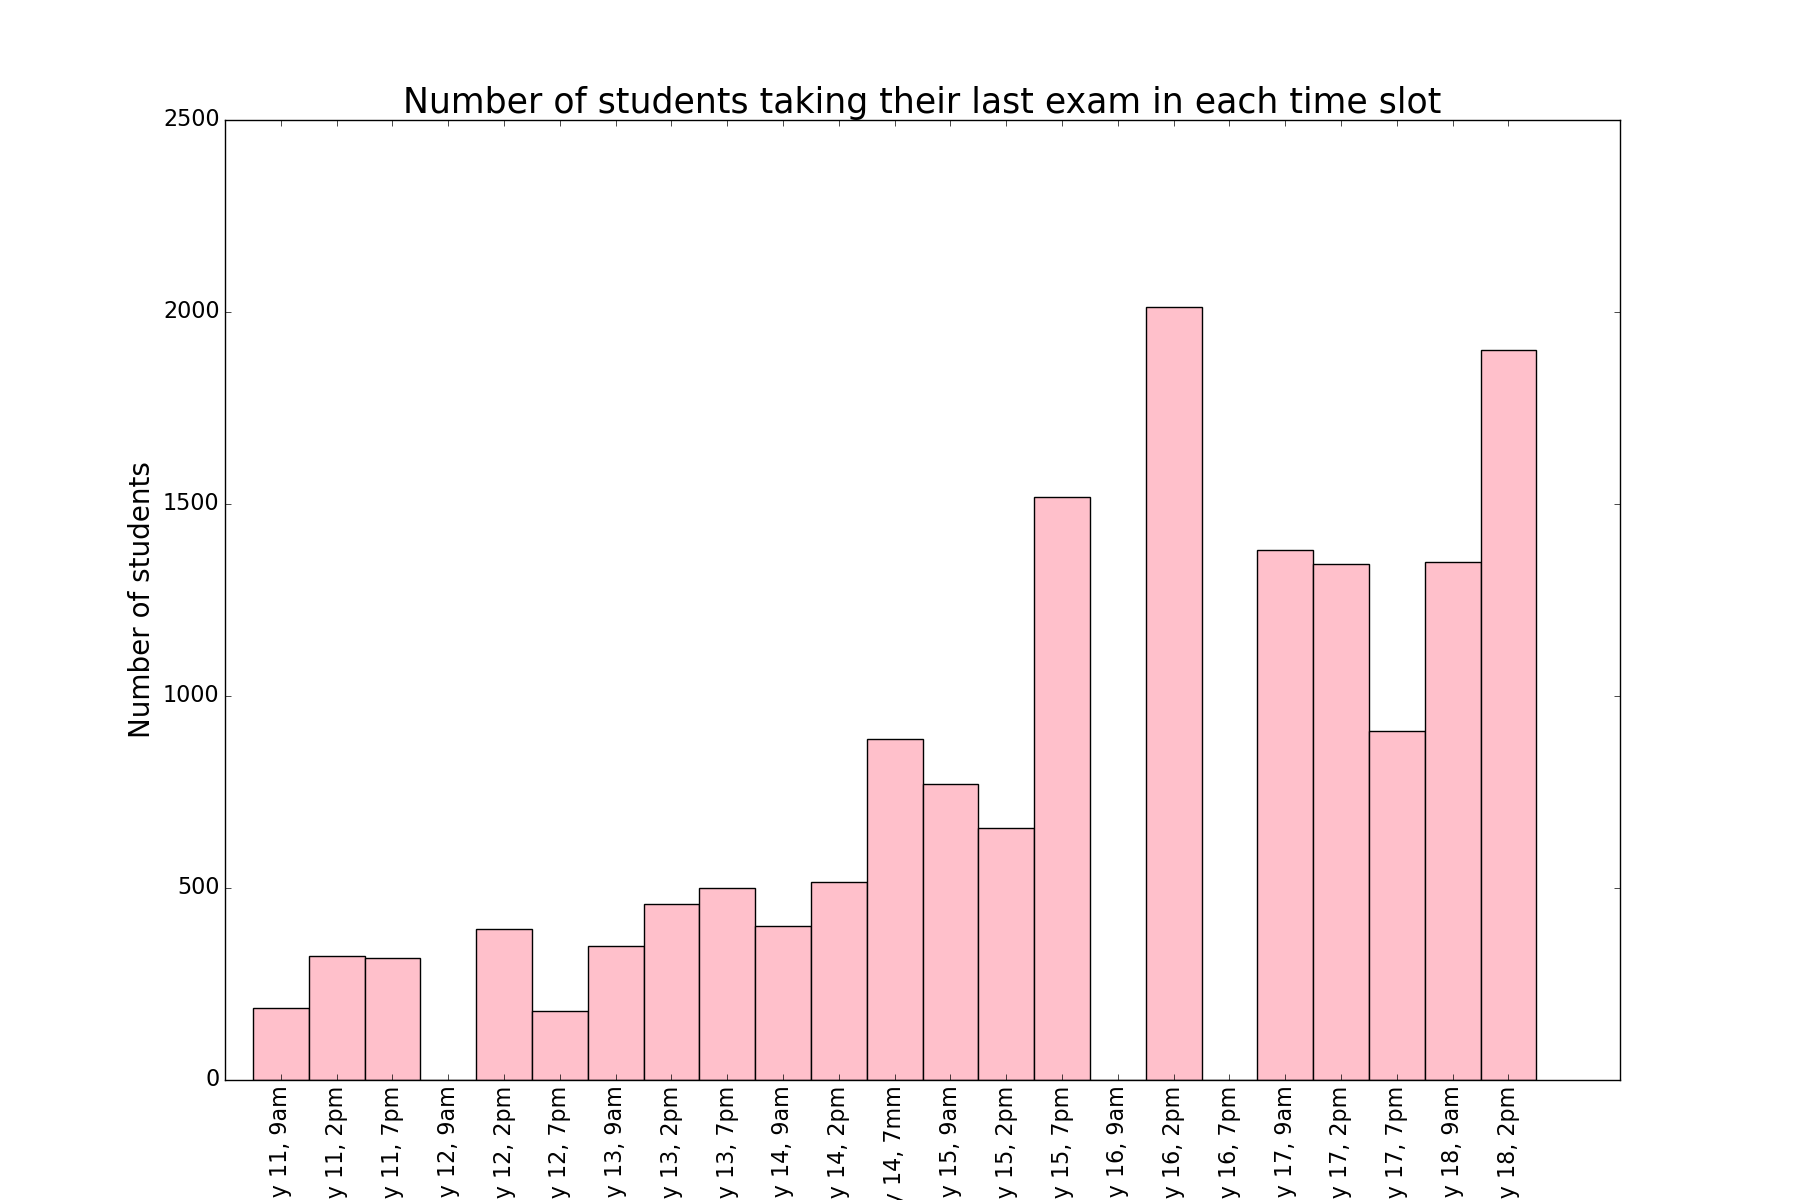 Number of students taking their last exam in each time slot
Number of students
2500
2000
1500
1000
500
0
y 11, 9am
y 11, 2pm
y 11, 7pm
y 12, 9am
y 12, 2pm
y 12, 7pm
y 13, 9am
y 13, 2pm
y 13, 7pm
y 14, 9am
y 14, 2pm
y 14, 7mm
y 15, 9am
y 15, 2pm
y 15, 7pm
y 16, 9am
y 16, 2pm
y 16, 7pm
y 17, 9am
y 17, 2pm
y 17, 7pm
y 18, 9am
y 18, 2pm